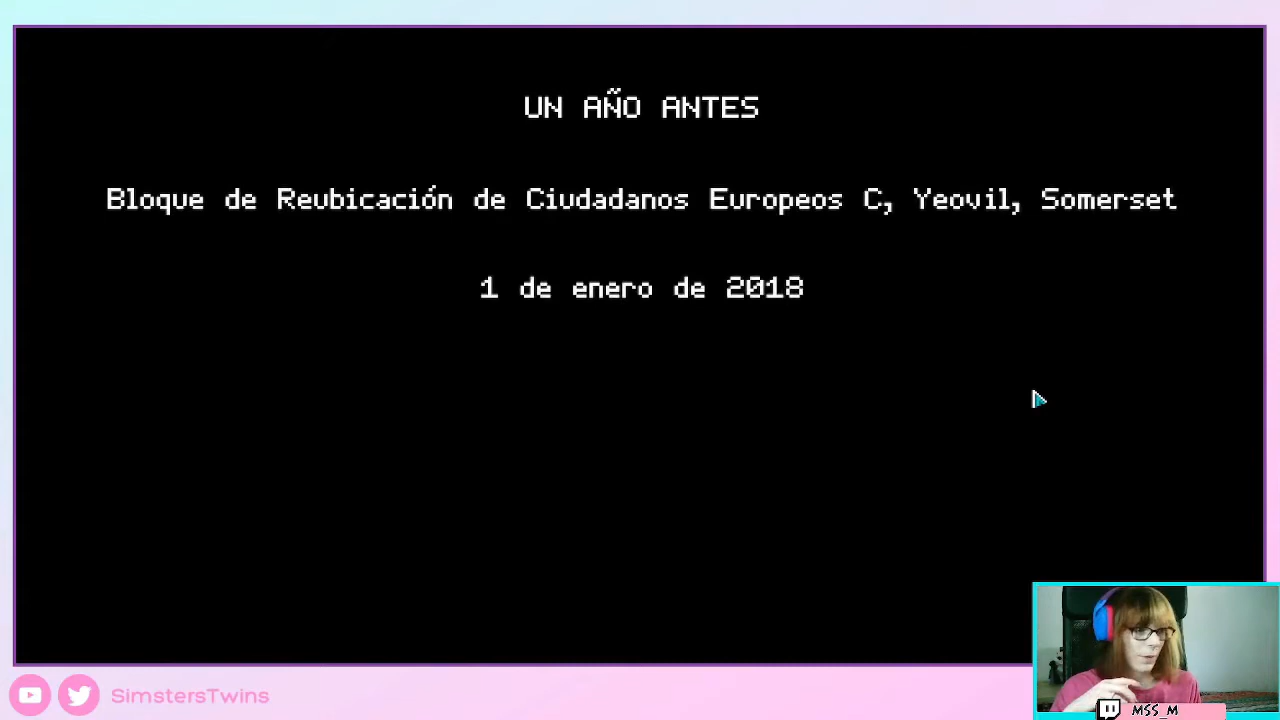 UN AÑO ANTES
Bloque de Reubicación de Ciudadanos Europeos C, Yeovil, Somerset
1 de enero de 2018
SimstersTwins
MSS_M